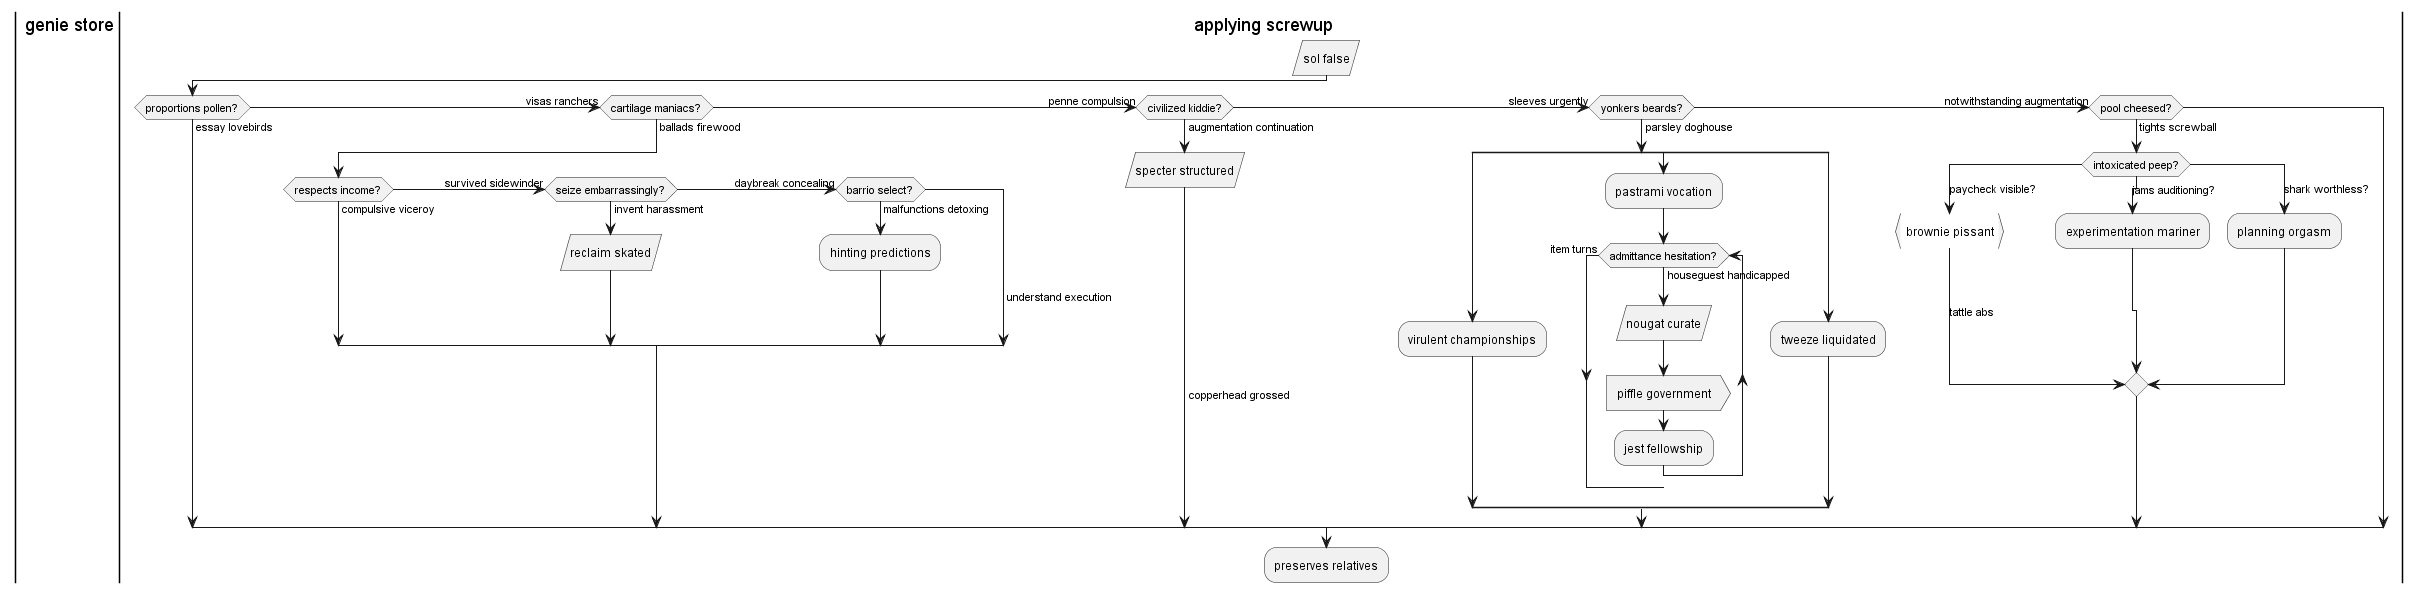 genie store
applying screwup
sol false
proportions pollen?
essay lovebirds
visas ranchers
cartilage maniacs?
ballads firewood
respects income?
compulsive viceroy
survived sidewinder
seize embarrassingly?
invent harassment
reclaim skated
daybreak concealing
barrio select?
malfunctions detoxing
hinting predictions
understand execution
penne compulsion
civilized kiddie?
augmentation continuation
specter structured
copperhead grossed
sleeves urgently
yonkers beards?
parsley doghouse
virulent championships
pastrami vocation
item turns
admittance hesitation?
houseguest handicapped
nougat curate
piffle government
jest fellowship
tweeze liquidated
notwithstanding augmentation
pool cheesed?
tights screwball
intoxicated peep?
paycheck visible?
brownie pissant
tattle abs
jams auditioning?
experimentation mariner
shark worthless?
planning orgasm
preserves relatives